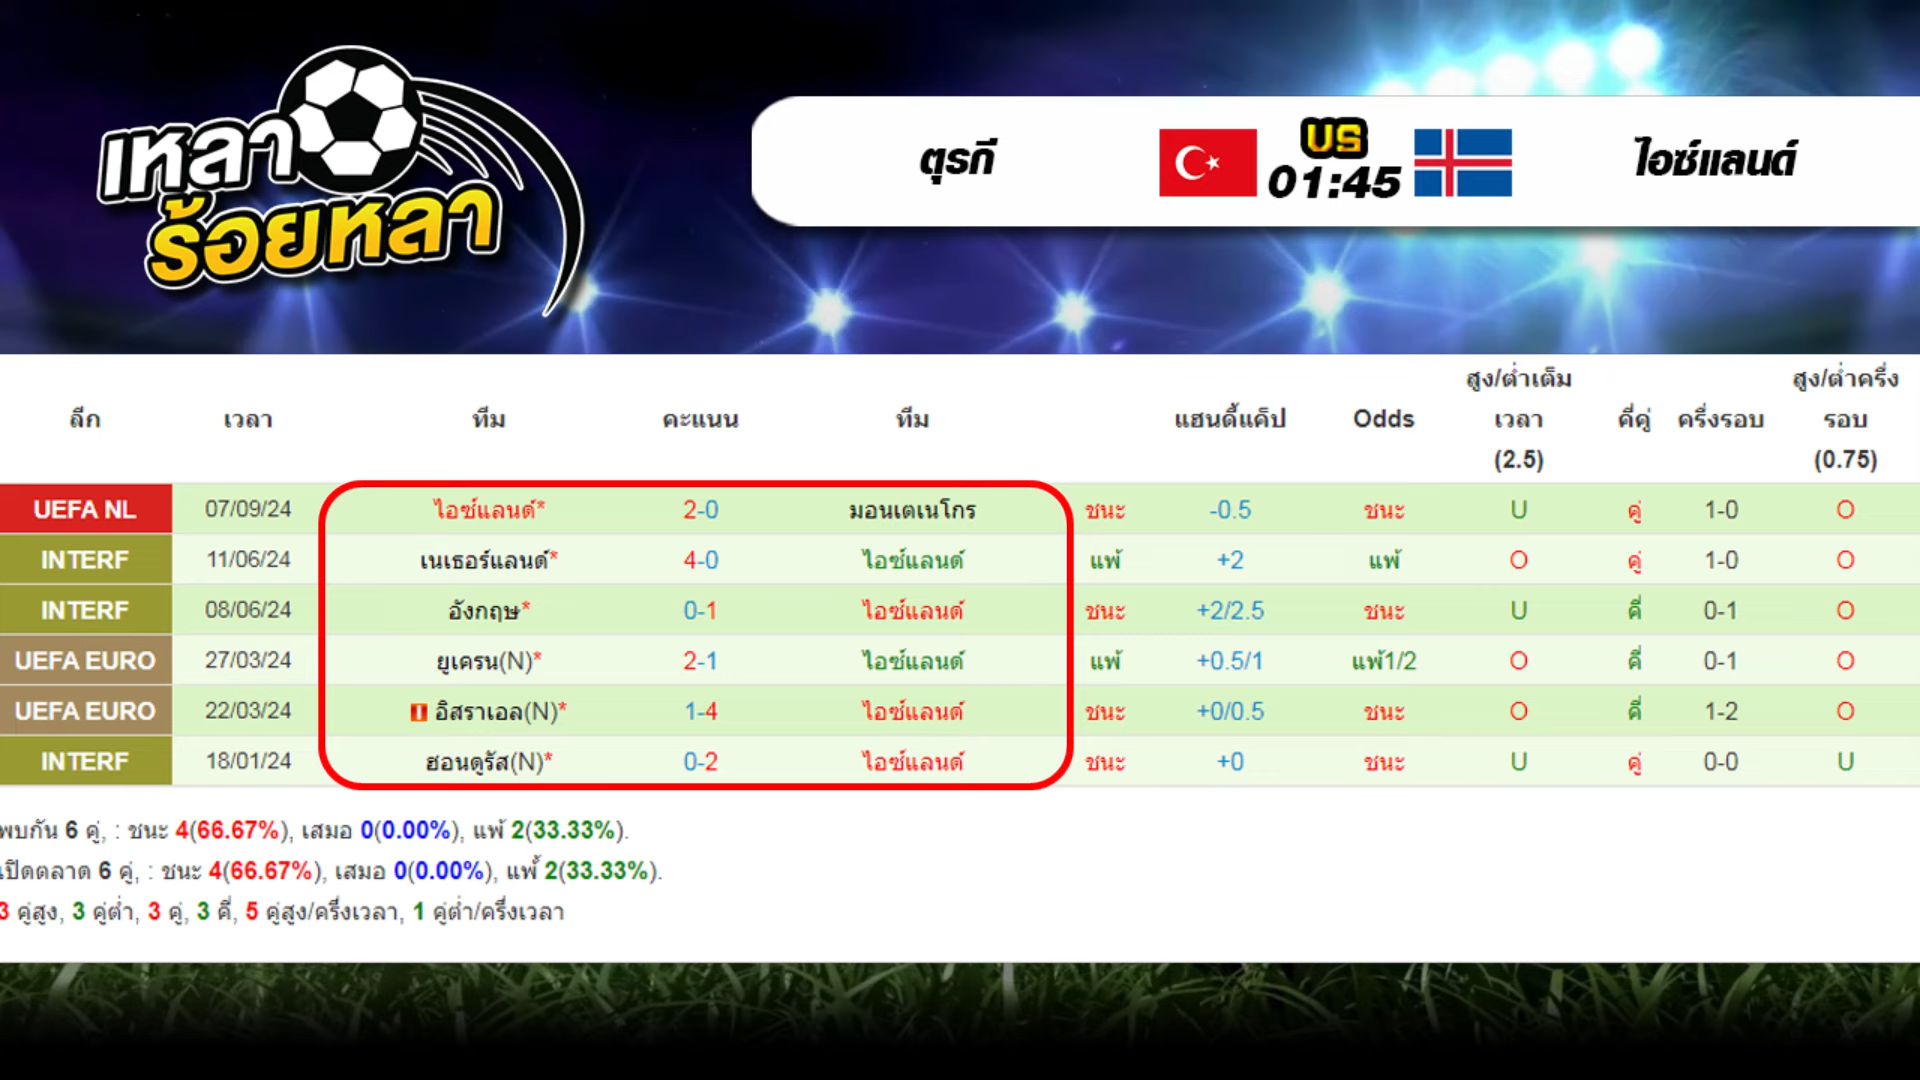 เหลา
ร้อยหลา
ตุรกี
VS
01:45
ไอซ์แลนด์
ลีก เวลา ทีม คะแนน ทีม แฮนดี้แค็ป Odds สูง/ต่ำเต็มเวลา (2.5) คี่คู่ ครึ่งรอบ สูง/ต่ำครึ่งรอบ (0.75)
UEFA NL 07/09/24 ไอซ์แลนด์* 2-0 มอนเตเนโกร ชนะ -0.5 ชนะ U คู่ 1-0 O
INTERF 11/06/24 เนเธอร์แลนด์* 4-0 ไอซ์แลนด์ แพ้ +2 แพ้ O คู่ 1-0 O
INTERF 08/06/24 อังกฤษ* 0-1 ไอซ์แลนด์ ชนะ +2/2.5 ชนะ U คี่ 0-1 O
UEFA EURO 27/03/24 ยูเครน(N)* 2-1 ไอซ์แลนด์ แพ้ +0.5/1 แพ้1/2 O คี่ 0-1 O
UEFA EURO 22/03/24 อิสราเอล(N)* 1-4 ไอซ์แลนด์ ชนะ +0/0.5 ชนะ O คี่ 1-2 O
INTERF 18/01/24 ฮอนดูรัส(N)* 0-2 ไอซ์แลนด์ ชนะ +0 ชนะ U คู่ 0-0 U
พบกัน 6 คู่, : ชนะ 4(66.67%), เสมอ 0(0.00%), แพ้ 2(33.33%).
เปิดตลาด 6 คู่, : ชนะ 4(66.67%), เสมอ 0(0.00%), แพ้ 2(33.33%).
3 คู่สูง, 3 คู่ต่ำ, 3 คู่, 3 คี่, 5 คู่สูง/ครึ่งเวลา, 1 คู่ต่ำ/ครึ่งเวลา